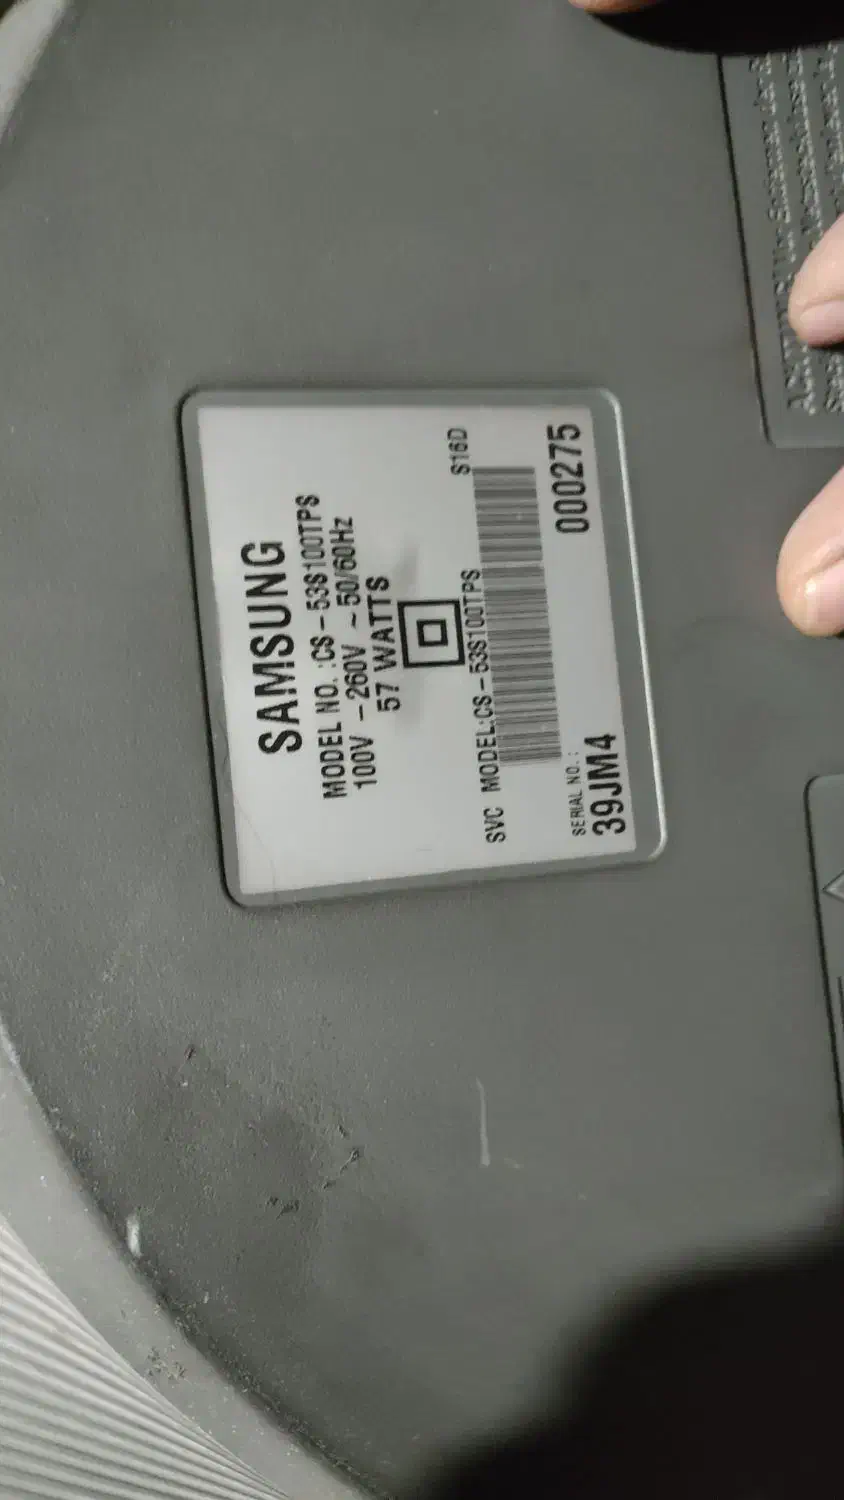 SAMSUNG
MODEL NO. :CS-53S100TPS
100V - 260V ~ 50/60Hz
57 WATTS
S16D
SVC MODEL:CS-53S100TPS
SERIAL NO.:
39JM4 000275